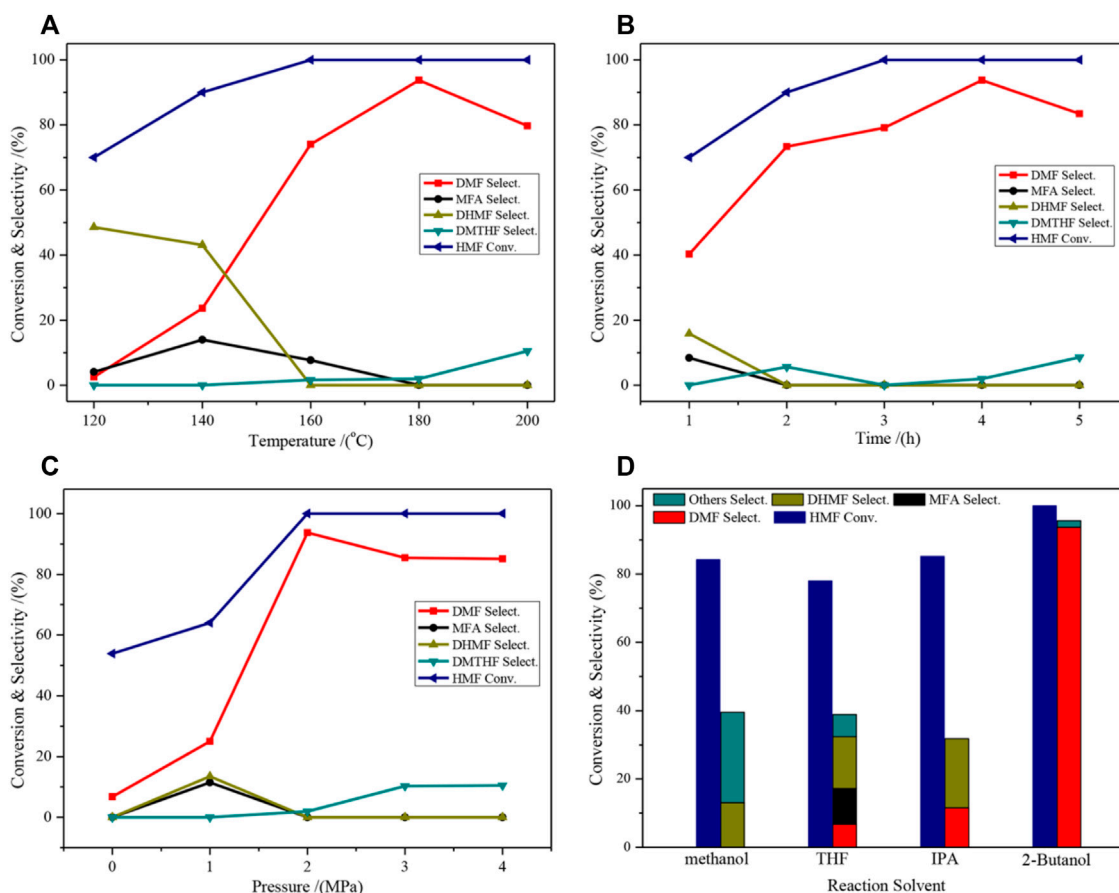 A
Conversion & Selectivity /(%)
100
80
60
40
20
0
DMF Select.
MFA Select.
DHMF Select.
DMTHF Select.
HMF Conv.
120 140 160 180 200
Temperature /(°C)
B
Conversion & Selectivity /(%)
100
80
60
40
20
0
DMF Select.
MFA Select.
DHMF Select.
DMTHF Select.
HMF Conv.
1 2 3 4 5
Time /(h)
C
Conversion & Selectivity /(%)
100
80
60
40
20
0
DMF Select.
MFA Select.
DHMF Select.
DMTHF Select.
HMF Conv.
0 1 2 3 4
Pressure /(MPa)
D
Conversion & Selectivity (%)
100
80
60
40
20
0
Others Select. DHMF Select. MFA Select.
DMF Select. HMF Conv.
methanol THF IPA 2-Butanol
Reaction Solvent